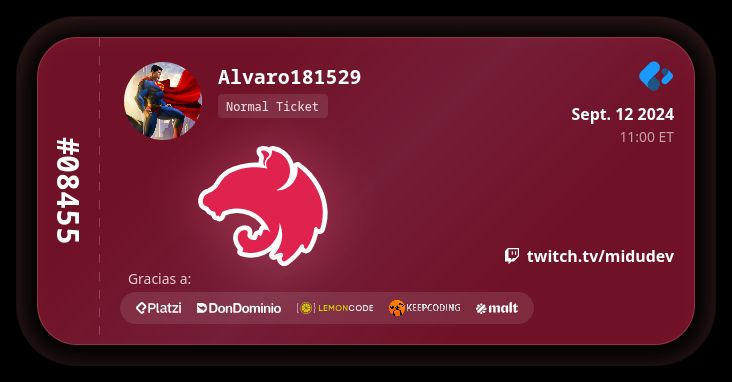 #08455
Alvaro181529
Normal Ticket
Sept. 12 2024
11:00 ET
twitch.tv/midudev
Gracias a:
Platzi DonDominio LEMONCODE KEEPCODING malt